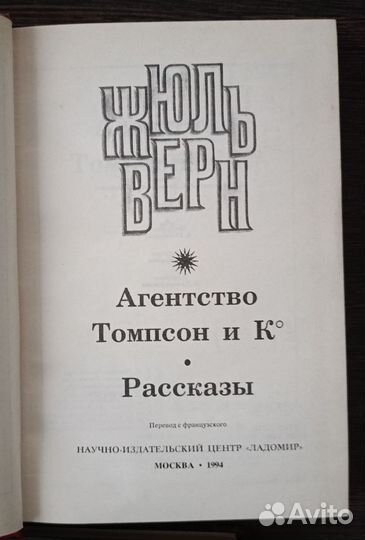 ЖЮЛЬ
ВЕРН
Агентство
Томпсон и К°
•
Рассказы
Перевод с французского
НАУЧНО-ИЗДАТЕЛЬСКИЙ ЦЕНТР «ЛАДОМИР»
МОСКВА • 1994
Avito